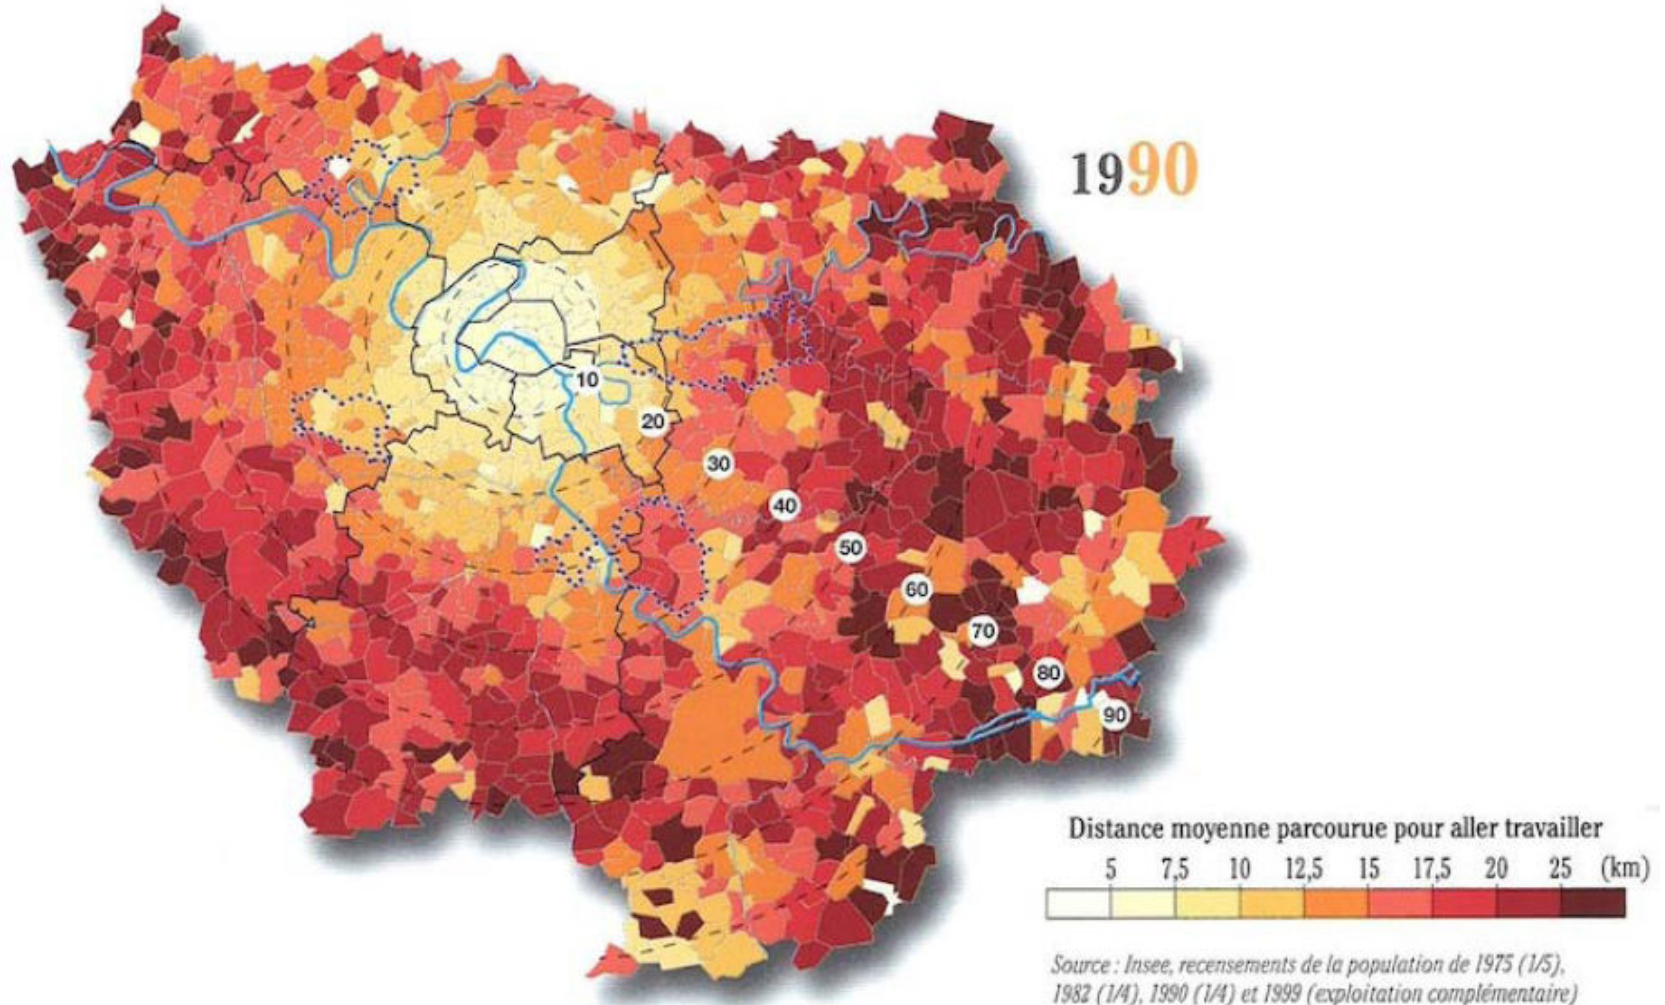 1990
10
20
30
40
50
60
70
80
90
Distance moyenne parcourue pour aller travailler
5 7,5 10 12,5 15 17,5 20 25 (km)
Source : Insee, recensements de la population de 1975 (1/5),
1982 (1/4), 1990 (1/4) et 1999 (exploitation complémentaire)